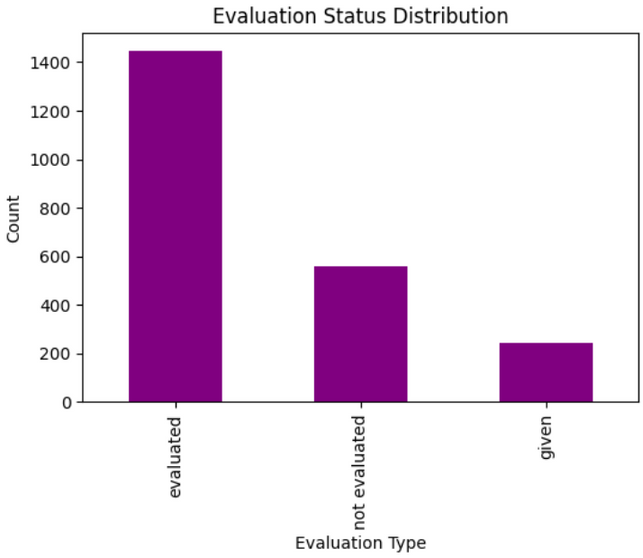 Evaluation Status Distribution
1400
1200
1000
800
600
400
200
0
Count
evaluated
not evaluated
given
Evaluation Type